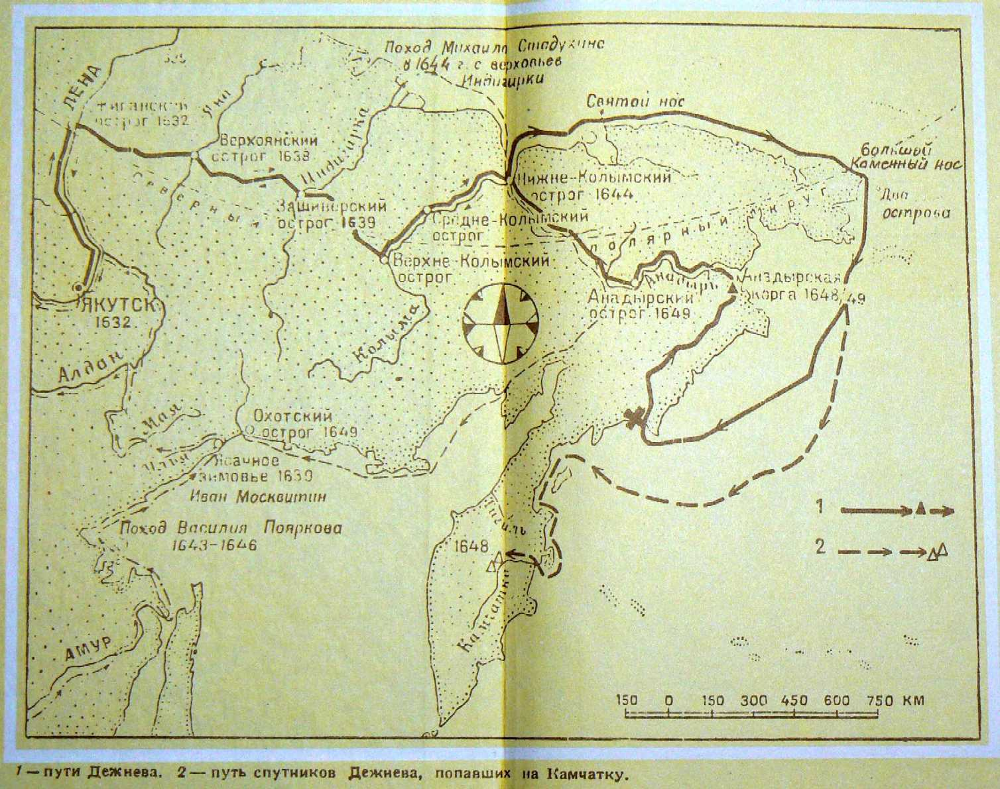 Поход Михаила Стадухина
в 1644 г. с верховьев
Индигирки
ЛЕНА
Жиганский
острог 1632
Яна
Верхоянский
острог 1638
Индигирка
Святой нос
Большой
Каменный нос
Два
острова
Северный
полярный круг
Зашиверский
острог 1639
Нижне-Колымский
острог 1644
Средне-Колымский
острог
Верхне-Колымский
острог
Анадырь
Анадырский
острог 1649
корга 1648/49
ЯКУТСК
1632
Колыма
Алдан
Мая
Охотский
острог 1649
Улья
зимовье 1639
Иван Москвитин
Поход Василия Пояркова
1643-1646
Тигиль
1648
Камчатка
АМУР
1
2
150 0 150 300 450 600 750 КМ
1 — пути Дежнева. 2 — путь спутников Дежнева, попавших на Камчатку.